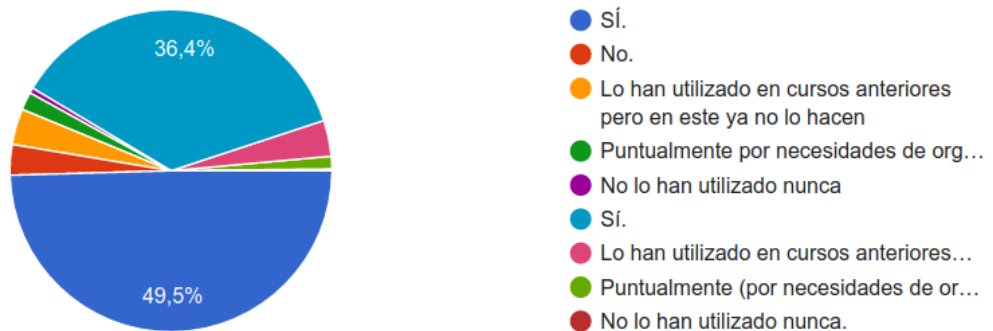 36,4%
49,5%
SÍ.
No.
Lo han utilizado en cursos anteriores
pero en este ya no lo hacen
Puntualmente por necesidades de org…
No lo han utilizado nunca
Sí.
Lo han utilizado en cursos anteriores…
Puntualmente (por necesidades de or…
No lo han utilizado nunca.